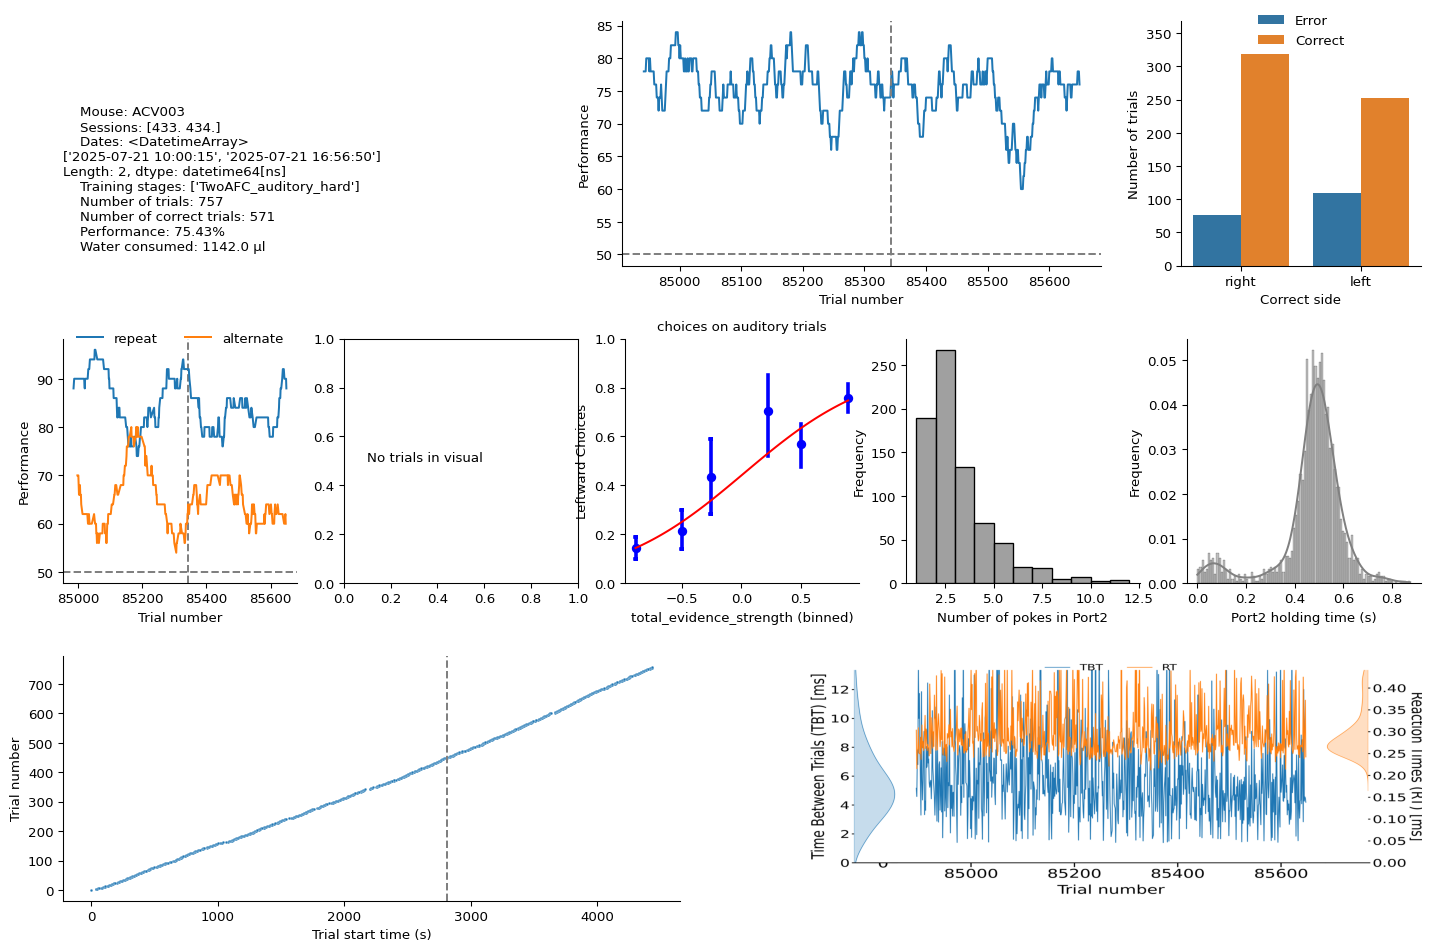 Mouse: ACV003
Sessions: [433. 434.]
Dates: <DatetimeArray>
['2025-07-21 10:00:15', '2025-07-21 16:56:50']
Length: 2, dtype: datetime64[ns]
Training stages: ['TwoAFC_auditory_hard']
Number of trials: 757
Number of correct trials: 571
Performance: 75.43%
Water consumed: 1142.0 µl
85
80
75
70
65
60
55
50
Performance
85000 85100 85200 85300 85400 85500 85600
Trial number
Error
Correct
350
300
250
200
150
100
50
0
Number of trials
right left
Correct side
repeat alternate
90
80
70
60
50
Performance
85000 85200 85400 85600
Trial number
1.0
0.8
0.6
0.4
0.2
0.0
No trials in visual
0.0 0.2 0.4 0.6 0.8 1.0
choices on auditory trials
1.0
0.8
0.6
0.4
0.2
0.0
Leftward Choices
−0.5 0.0 0.5
total_evidence_strength (binned)
250
200
150
100
50
0
Frequency
2.5 5.0 7.5 10.0 12.5
Number of pokes in Port2
0.05
0.04
0.03
0.02
0.01
0.00
Frequency
0.0 0.2 0.4 0.6 0.8
Port2 holding time (s)
700
600
500
400
300
200
100
0
Trial number
0 1000 2000 3000 4000
Trial start time (s)
TBT RT
12
10
8
6
4
2
0
Time Between Trials (TBT) [ms]
0.40
0.35
0.30
0.25
0.20
0.15
0.10
0.05
0.00
Reaction Times (RT) [ms]
0
85000 85200 85400 85600
Trial number